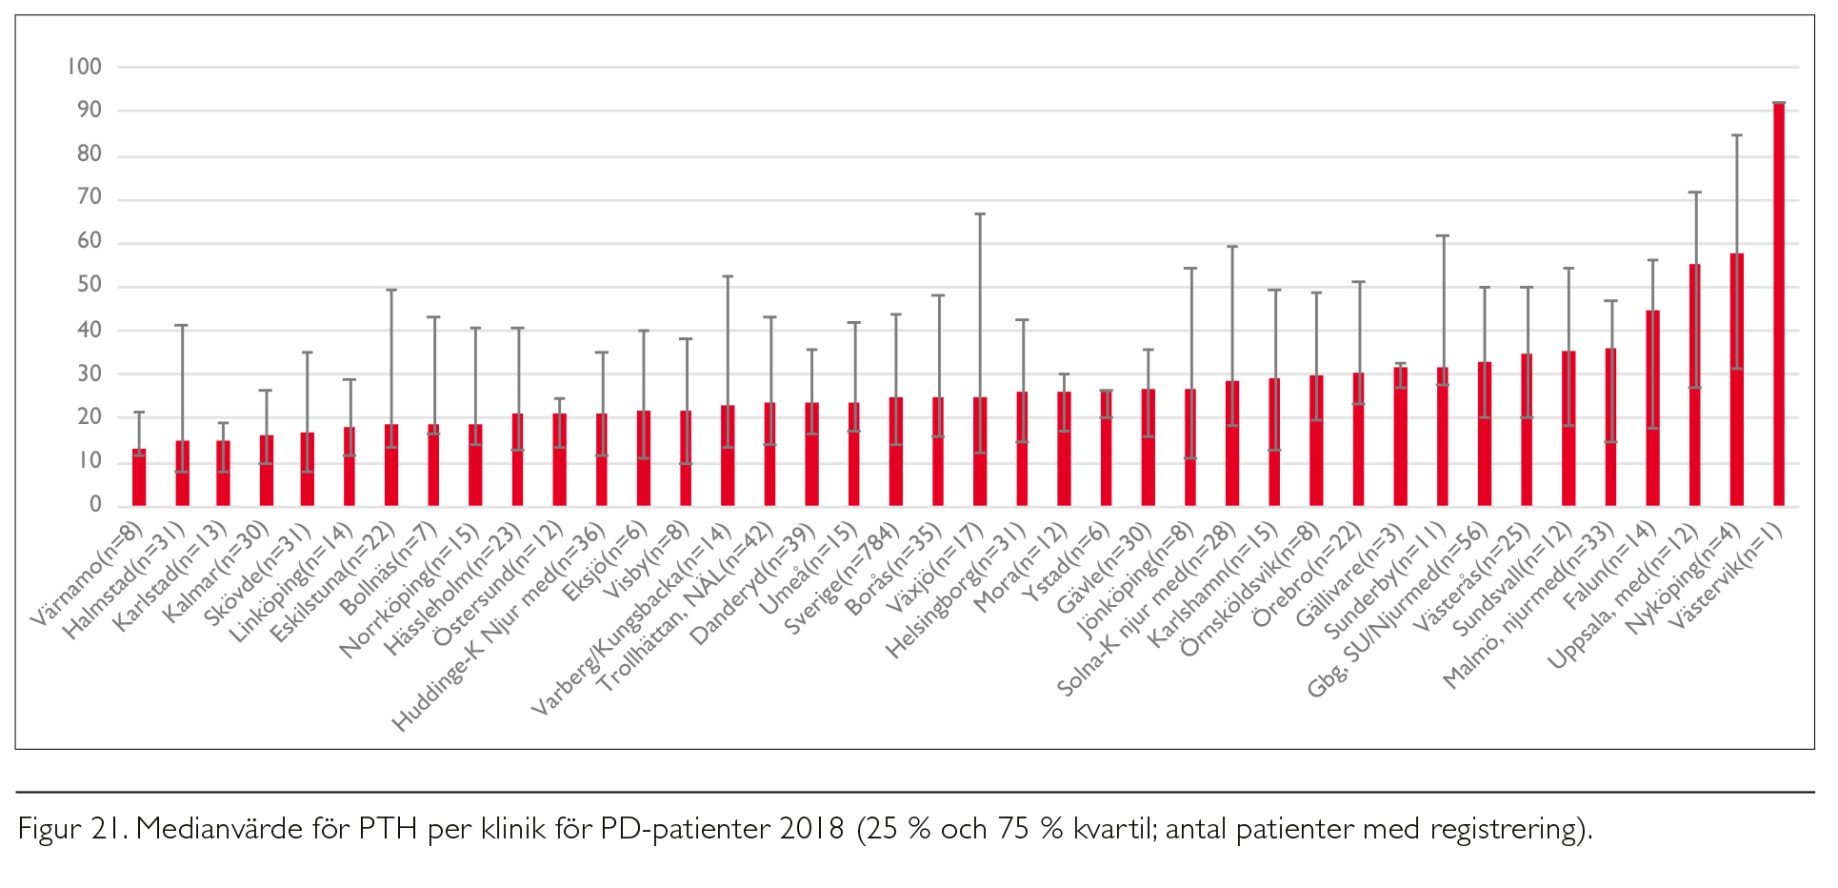 100
90
80
70
60
50
40
30
20
10
0
Värnamo(n=8)
Halmstad(n=31)
Karlstad(n=13)
Kalmar(n=30)
Skövde(n=31)
Linköping(n=14)
Eskilstuna(n=22)
Bollnäs(n=7)
Norrköping(n=15)
Hässleholm(n=23)
Östersund(n=12)
Huddinge-K Njur med(n=36)
Eksjö(n=6)
Visby(n=8)
Varberg/Kungsbacka(n=14)
Trollhättan, NÄL(n=42)
Danderyd(n=39)
Umeå(n=15)
Sverige(n=784)
Borås(n=35)
Växjö(n=17)
Helsingborg(n=31)
Mora(n=12)
Ystad(n=6)
Gävle(n=30)
Jönköping(n=8)
Solna-K njur med(n=28)
Karlshamn(n=15)
Örnsköldsvik(n=8)
Örebro(n=22)
Gällivare(n=3)
Sunderby(n=11)
Gbg, SU/Njurmed(n=56)
Västerås(n=25)
Sundsvall(n=12)
Malmö, njurmed(n=33)
Falun(n=14)
Uppsala, med(n=12)
Nyköping(n=4)
Västervik(n=1)
Figur 21. Medianvärde för PTH per klinik för PD-patienter 2018 (25 % och 75 % kvartil; antal patienter med registrering).